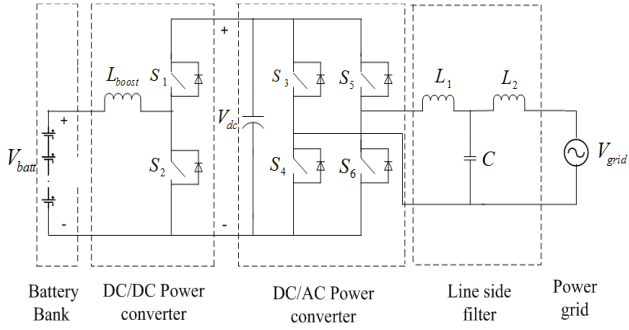 +
L_boost S_1
+
V_batt
-
S_2
+
V_dc
-
S_3 S_5
S_4 S_6
L_1 L_2
C
V_grid
Battery
Bank
DC/DC Power
converter
DC/AC Power
converter
Line side
filter
Power
grid